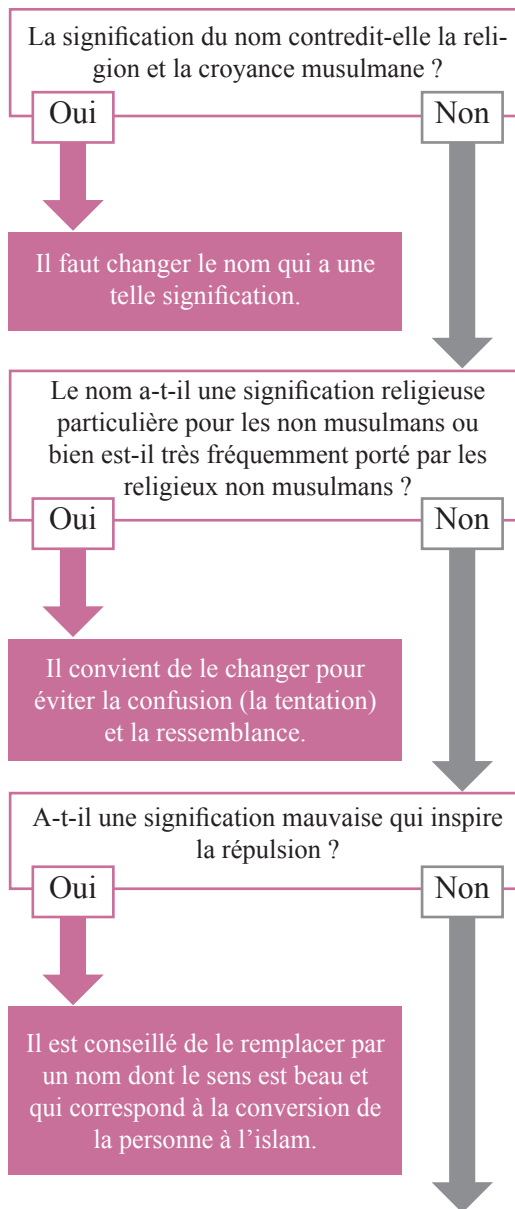 La signification du nom contredit-elle la reli-
gion et la croyance musulmane ?
Oui
Non
Il faut changer le nom qui a une
telle signification.
Le nom a-t-il une signification religieuse
particulière pour les non musulmans ou
bien est-il très fréquemment porté par les
religieux non musulmans ?
Oui
Non
Il convient de le changer pour
éviter la confusion (la tentation)
et la ressemblance.
A-t-il une signification mauvaise qui inspire
la répulsion ?
Oui
Non
Il est conseillé de le remplacer par
un nom dont le sens est beau et
qui correspond à la conversion de
la personne à l’islam.